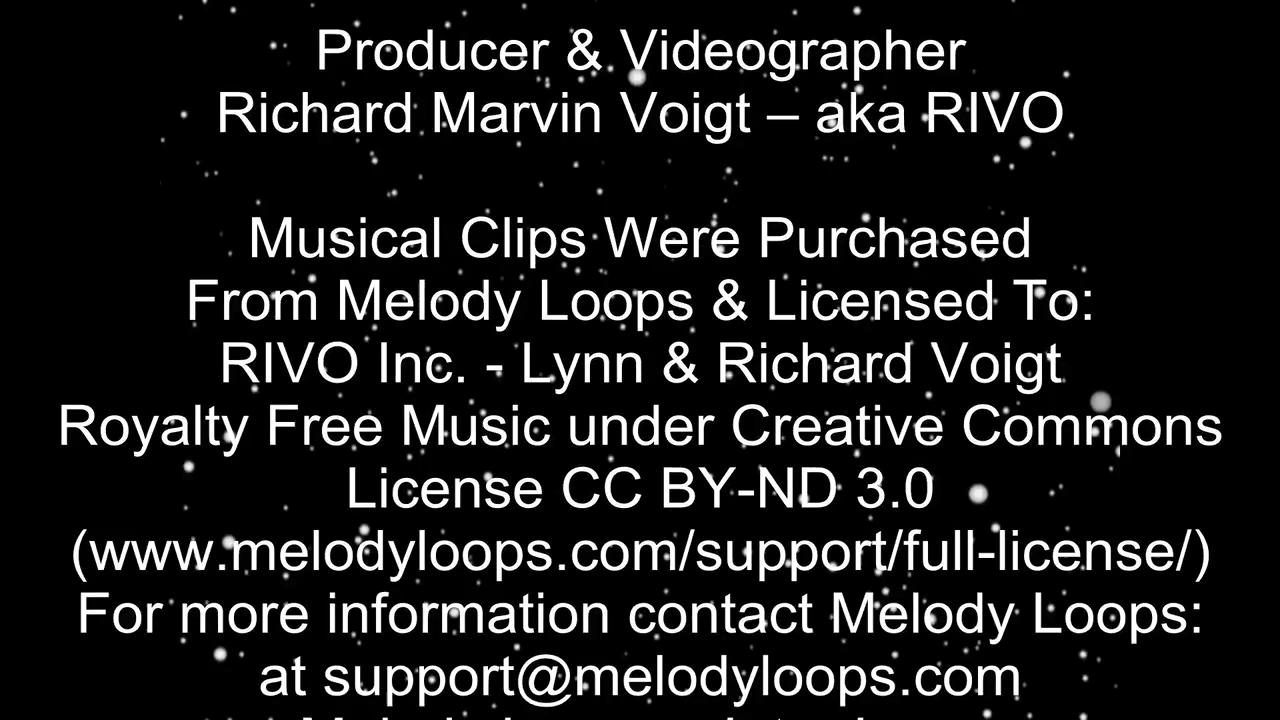 Producer & Videographer
Richard Marvin Voigt – aka RIVO
Musical Clips Were Purchased
From Melody Loops & Licensed To:
RIVO Inc. - Lynn & Richard Voigt
Royalty Free Music under Creative Commons
License CC BY-ND 3.0
(www.melodyloops.com/support/full-license/)
For more information contact Melody Loops:
at support@melodyloops.com